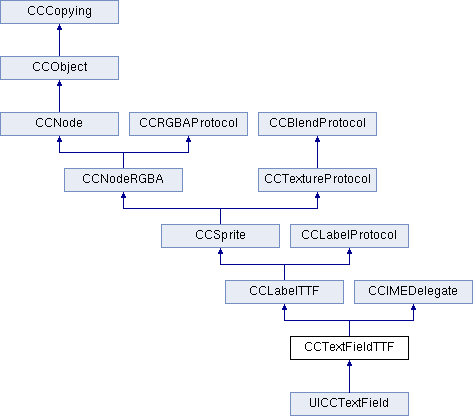 CCCopying
CCObject
CCNode
CCRGBAProtocol
CCBlendProtocol
CCNodeRGBA
CCTextureProtocol
CCSprite
CCLabelProtocol
CCLabelTTF
CCIMEDelegate
CCTextFieldTTF
UICCTextField